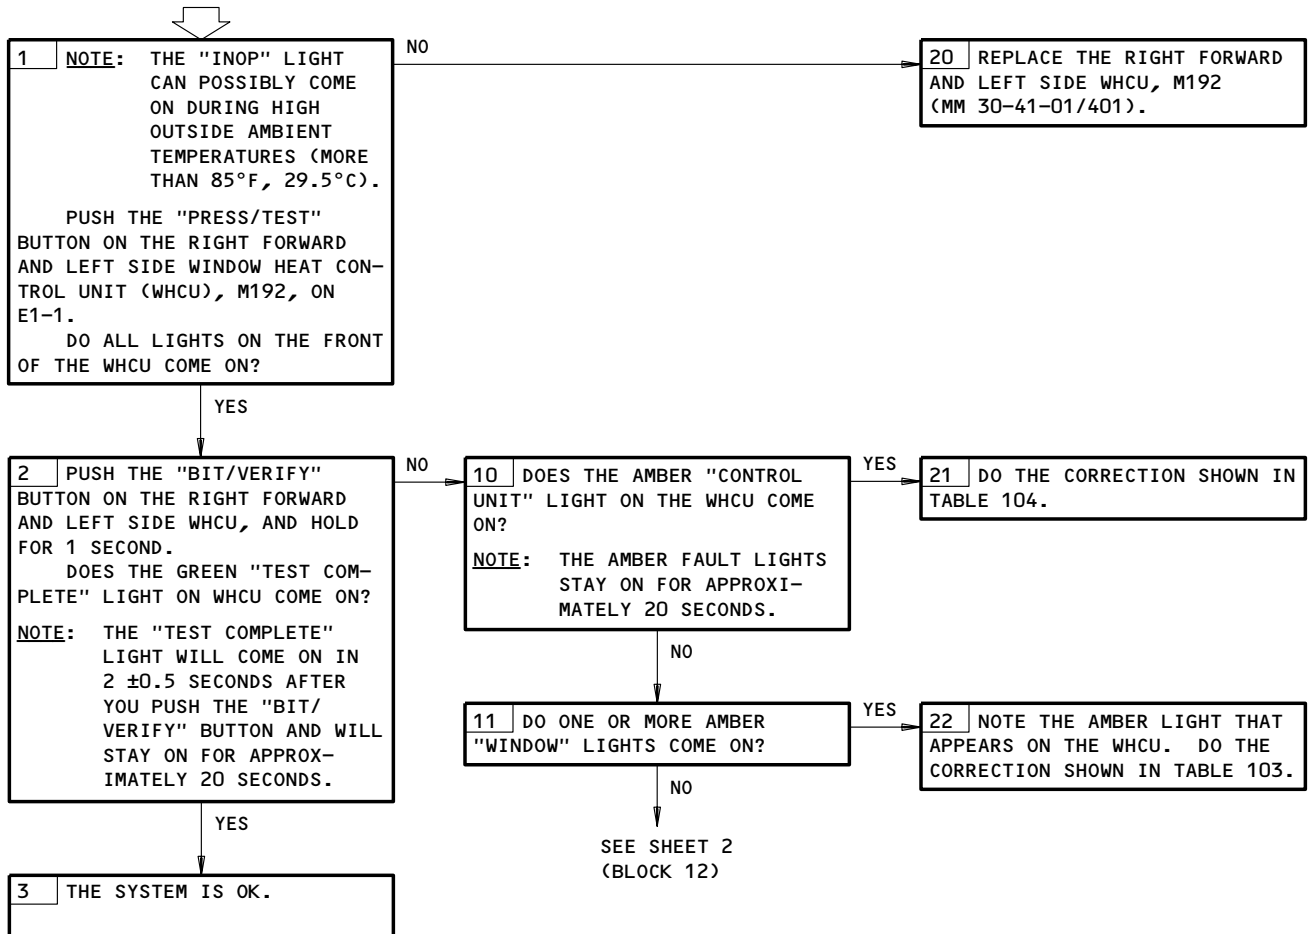 1 NOTE: THE "INOP" LIGHT
CAN POSSIBLY COME
ON DURING HIGH
OUTSIDE AMBIENT
TEMPERATURES (MORE
THAN 85°F, 29.5°C).
PUSH THE "PRESS/TEST"
BUTTON ON THE RIGHT FORWARD
AND LEFT SIDE WINDOW HEAT CON-
TROL UNIT (WHCU), M192, ON
E1-1.
DO ALL LIGHTS ON THE FRONT
OF THE WHCU COME ON?
NO
20 REPLACE THE RIGHT FORWARD
AND LEFT SIDE WHCU, M192
(MM 30-41-01/401).
YES
2 PUSH THE "BIT/VERIFY"
BUTTON ON THE RIGHT FORWARD
AND LEFT SIDE WHCU, AND HOLD
FOR 1 SECOND.
DOES THE GREEN "TEST COM-
PLETE" LIGHT ON WHCU COME ON?
NOTE: THE "TEST COMPLETE"
LIGHT WILL COME ON IN
2 ±0.5 SECONDS AFTER
YOU PUSH THE "BIT/
VERIFY" BUTTON AND WILL
STAY ON FOR APPROX-
IMATELY 20 SECONDS.
NO
10 DOES THE AMBER "CONTROL
UNIT" LIGHT ON THE WHCU COME
ON?
NOTE: THE AMBER FAULT LIGHTS
STAY ON FOR APPROXI-
MATELY 20 SECONDS.
YES
21 DO THE CORRECTION SHOWN IN
TABLE 104.
NO
11 DO ONE OR MORE AMBER
"WINDOW" LIGHTS COME ON?
YES
22 NOTE THE AMBER LIGHT THAT
APPEARS ON THE WHCU. DO THE
CORRECTION SHOWN IN TABLE 103.
NO
SEE SHEET 2
(BLOCK 12)
YES
3 THE SYSTEM IS OK.